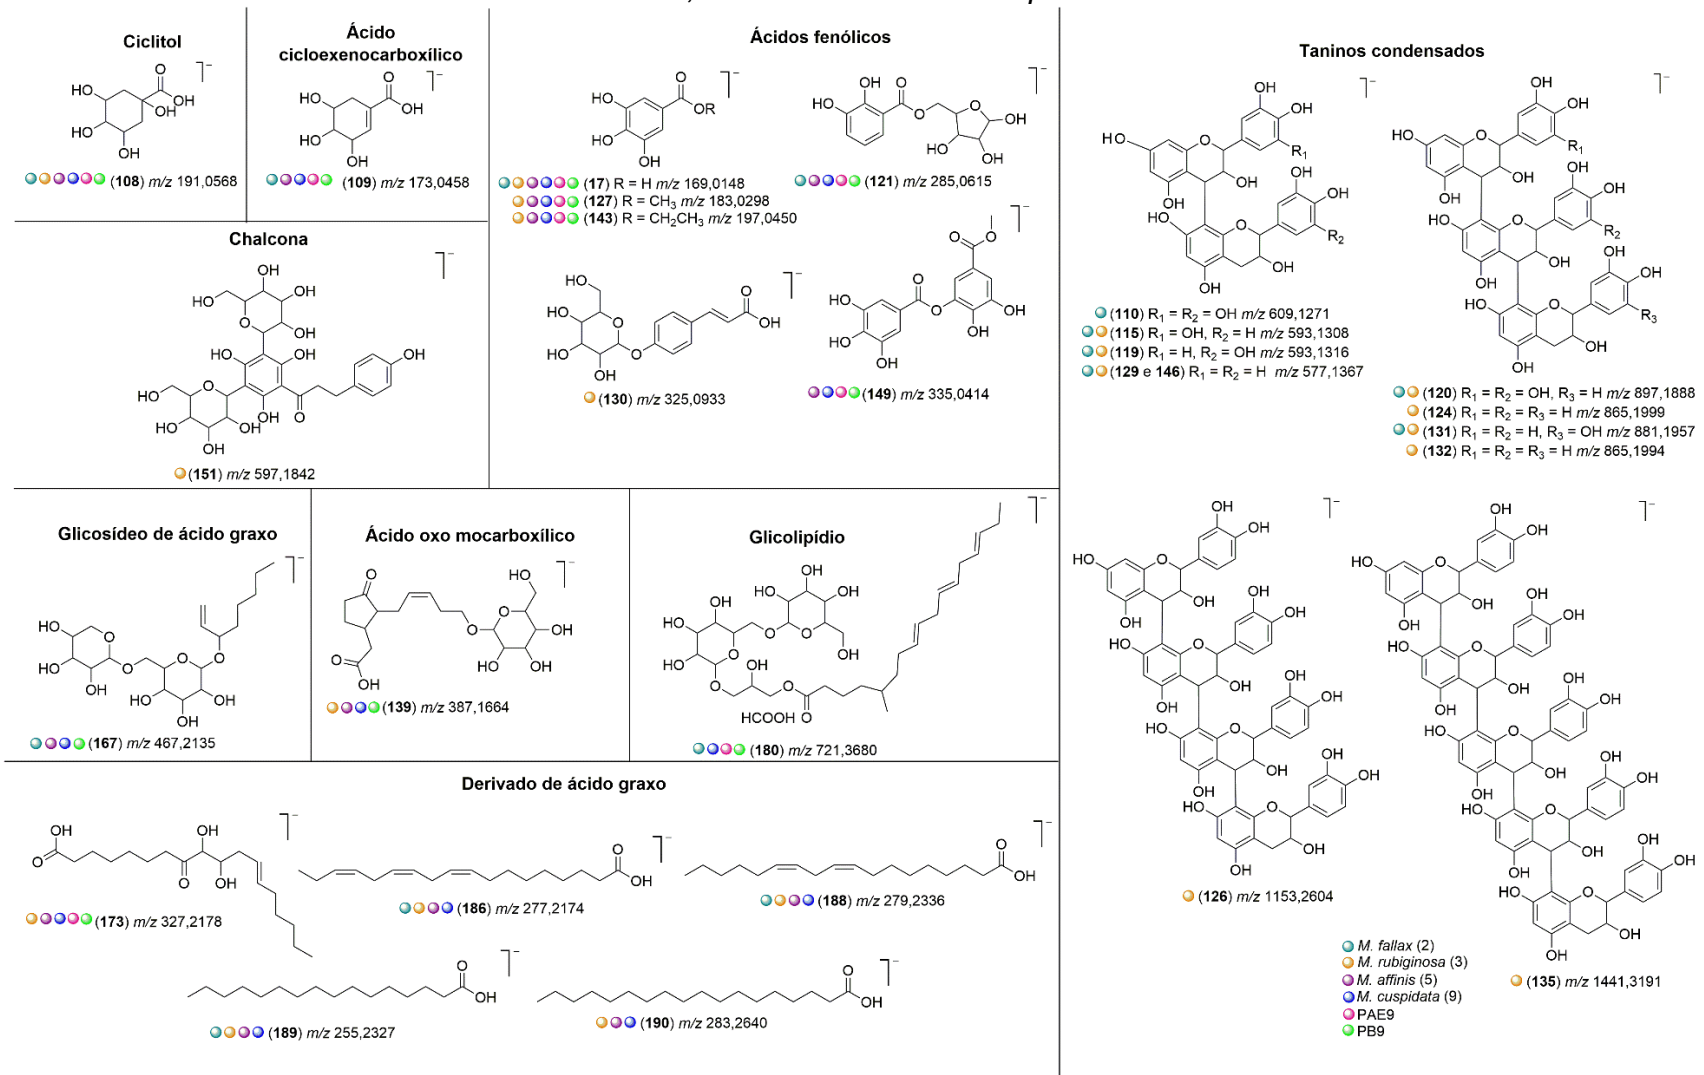 Ciclitol
(108) m/z 191,0568
Ácido
cicloexenocarboxílico
(109) m/z 173,0458
Ácidos fenólicos
(17) R = H m/z 169,0148
(127) R = CH3 m/z 183,0298
(143) R = CH2CH3 m/z 197,0450
(121) m/z 285,0615
(130) m/z 325,0933
(149) m/z 335,0414
Chalcona
(151) m/z 597,1842
Taninos condensados
(110) R1 = R2 = OH m/z 609,1271
(115) R1 = OH, R2 = H m/z 593,1308
(119) R1 = H, R2 = OH m/z 593,1316
(129 e 146) R1 = R2 = H m/z 577,1367
(120) R1 = R2 = OH, R3 = H m/z 897,1888
(124) R1 = R2 = R3 = H m/z 865,1999
(131) R1 = R2 = H, R3 = OH m/z 881,1957
(132) R1 = R2 = R3 = H m/z 865,1994
(126) m/z 1153,2604
(135) m/z 1441,3191
Glicosídeo de ácido graxo
(167) m/z 467,2135
Ácido oxo mocarboxílico
(139) m/z 387,1664
Glicolipídio
HCOOH
(180) m/z 721,3680
Derivado de ácido graxo
(173) m/z 327,2178
(186) m/z 277,2174
(188) m/z 279,2336
(189) m/z 255,2327
(190) m/z 283,2640
M. fallax (2)
M. rubiginosa (3)
M. affinis (5)
M. cuspidata (9)
PAE9
PB9